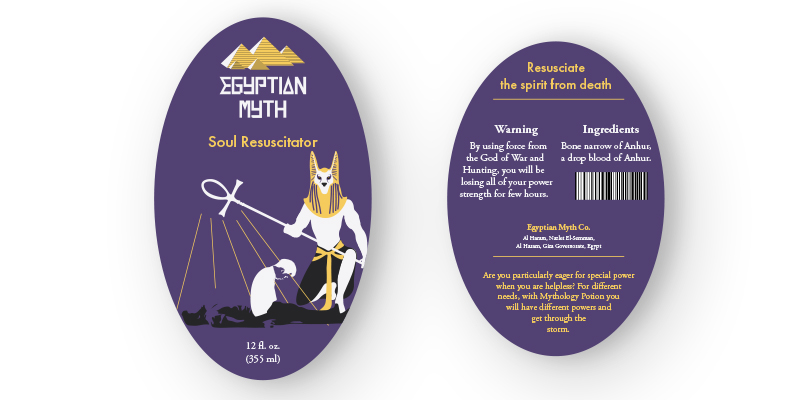 EGYPTIAN
MYTH
Soul Resuscitator
12 fl. oz.
(355 ml)
Resusciate
the spirit from death
Warning
By using force from
the God of War and
Hunting, you will be
losing all of your power
strength for few hours.
Ingredients
Bone narrow of Anhur,
a drop blood of Anhur.
Egyptian Myth Co.
Al Haram, Nazlet El-Semman,
Al Haram, Giza Governorate, Egypt
Are you particularly eager for special power
when you are helpless? For different
needs, with Mythology Potion you
will have different powers and
get through the
storm.